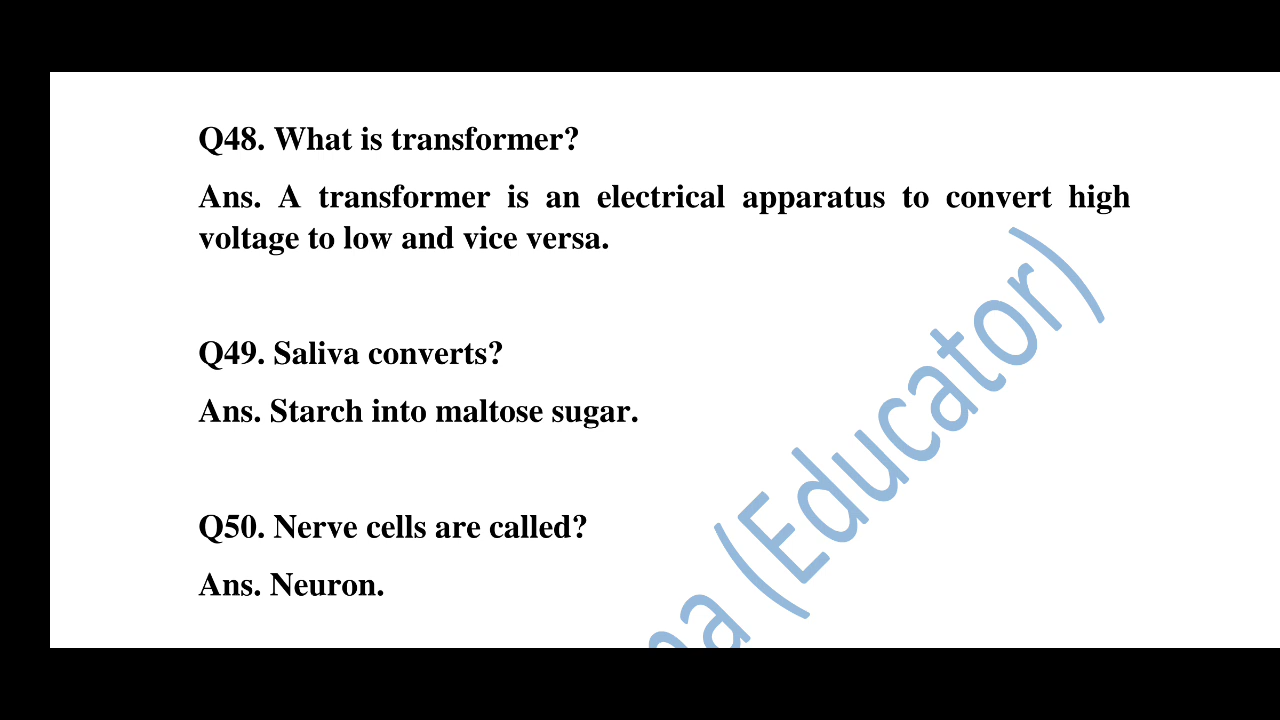 Q48. What is transformer?
Ans. A transformer is an electrical apparatus to convert high
voltage to low and vice versa.
Q49. Saliva converts?
Ans. Starch into maltose sugar.
Q50. Nerve cells are called?
Ans. Neuron.
(Educator)